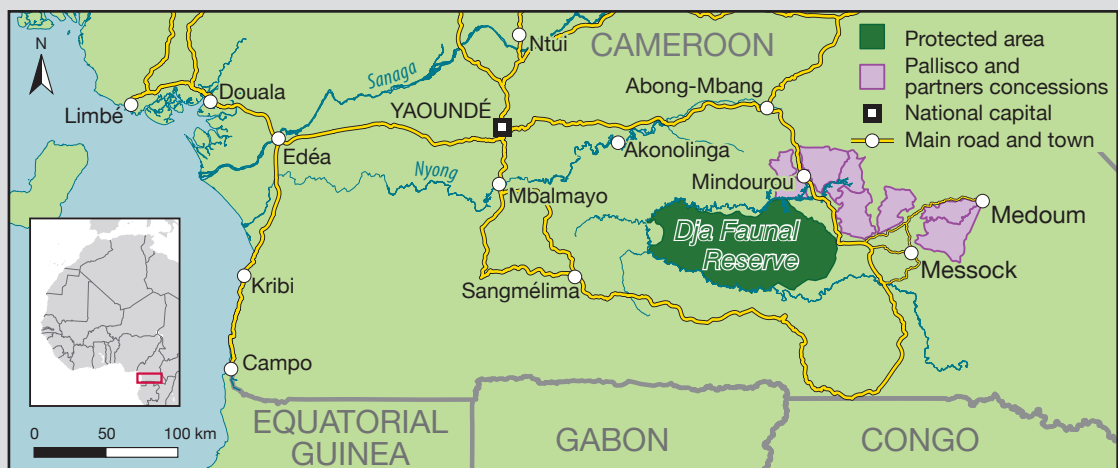 N
Ntui
CAMEROON
Protected area
Pallisco and
partners concessions
National capital
Main road and town
Sanaga
Limbé
Douala
YAOUNDÉ
Abong-Mbang
Edéa
Akonolinga
Nyong
Mbalmayo
Mindourou
Medoum
Dja Faunal
Reserve
Messock
Kribi
Sangmélima
Campo
EQUATORIAL
GUINEA
GABON
CONGO
0 50 100 km